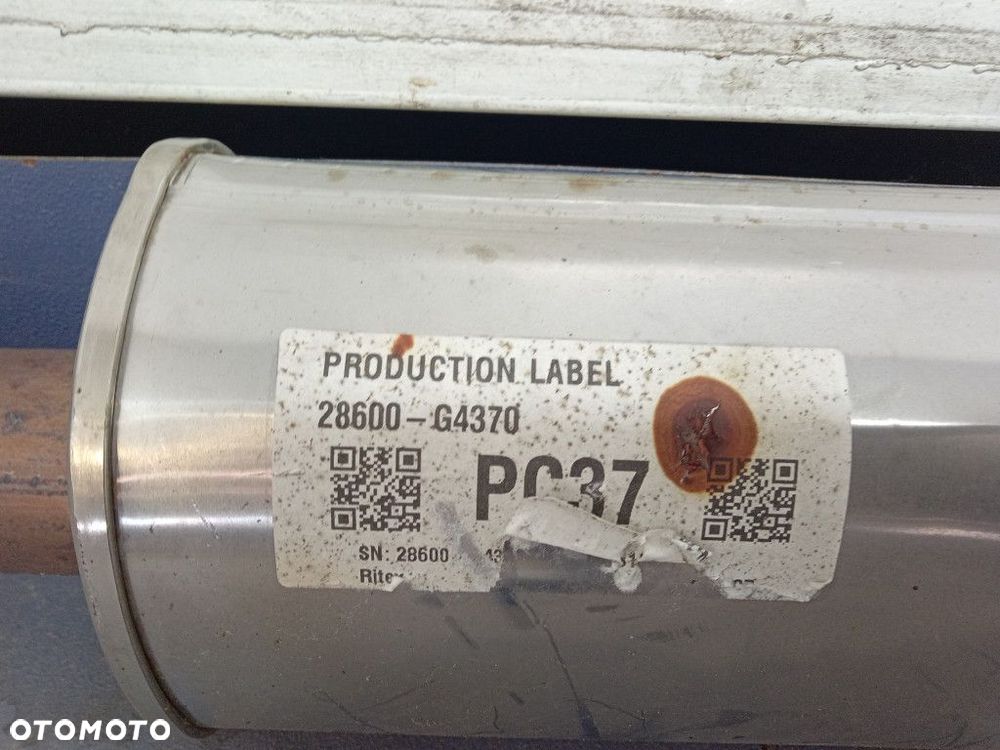 PRODUCTION LABEL
28600-G4370
PC37
SN: 28600
OTOMOTO